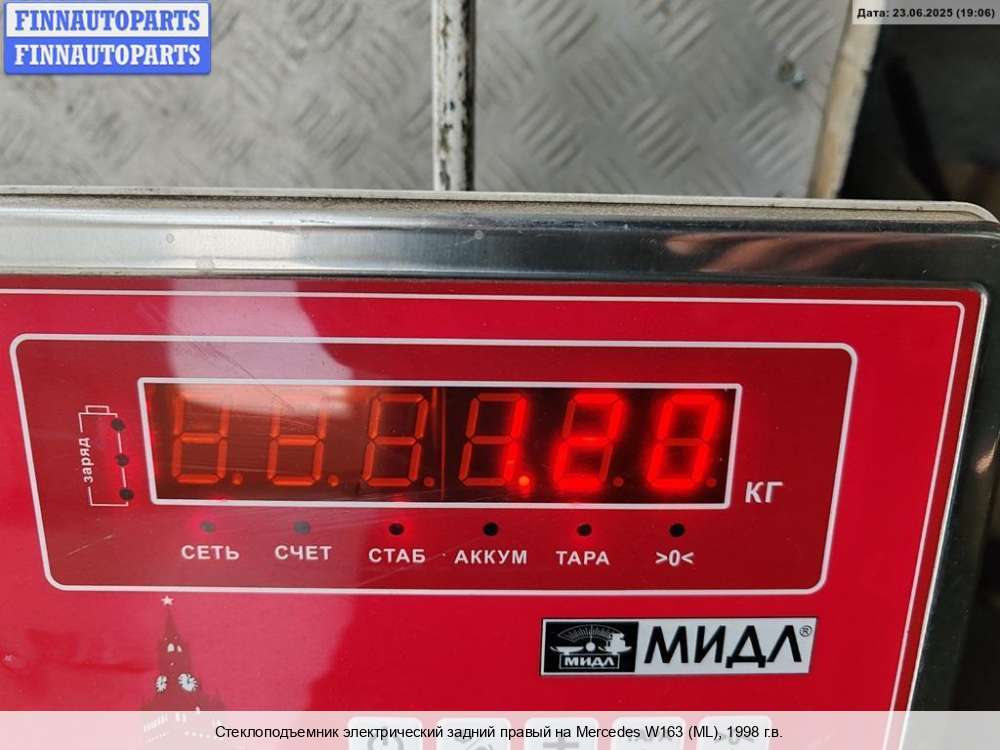 FINNAUTOPARTS
FINNAUTOPARTS
Дата: 23.06.2025 (19:06)
заряд
1.20
КГ
СЕТЬ СЧЕТ СТАБ АККУМ ТАРА >0<
МИДЛ
МИДЛ®
Стеклоподъемник электрический задний правый на Mercedes W163 (ML), 1998 г.в.